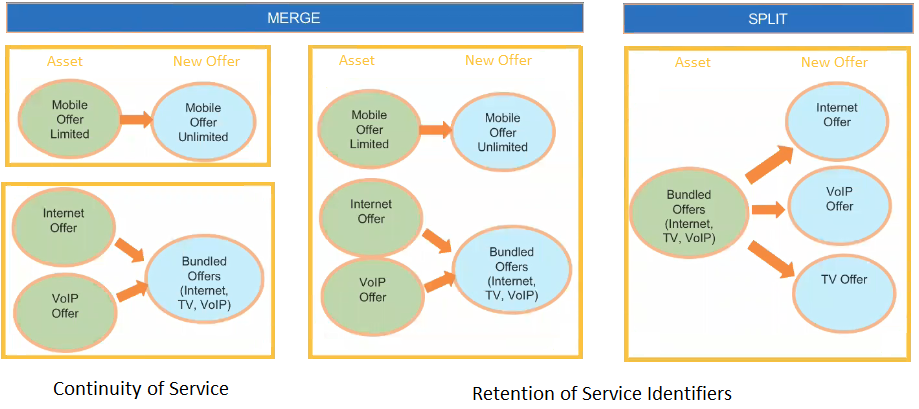 MERGE
SPLIT
Asset
New Offer
Mobile
Offer
Limited
Mobile
Offer
Unlimited
Internet
Offer
VoIP
Offer
Bundled
Offers
(Internet,
TV, VoIP)
Asset
New Offer
Mobile
Offer
Limited
Mobile
Offer
Unlimited
Internet
Offer
VoIP
Offer
Bundled
Offers
(Internet,
TV, VoIP)
Asset
New Offer
Bundled
Offers
(Internet,
TV, VoIP)
Internet
Offer
VoIP
Offer
TV Offer
Continuity of Service
Retention of Service Identifiers